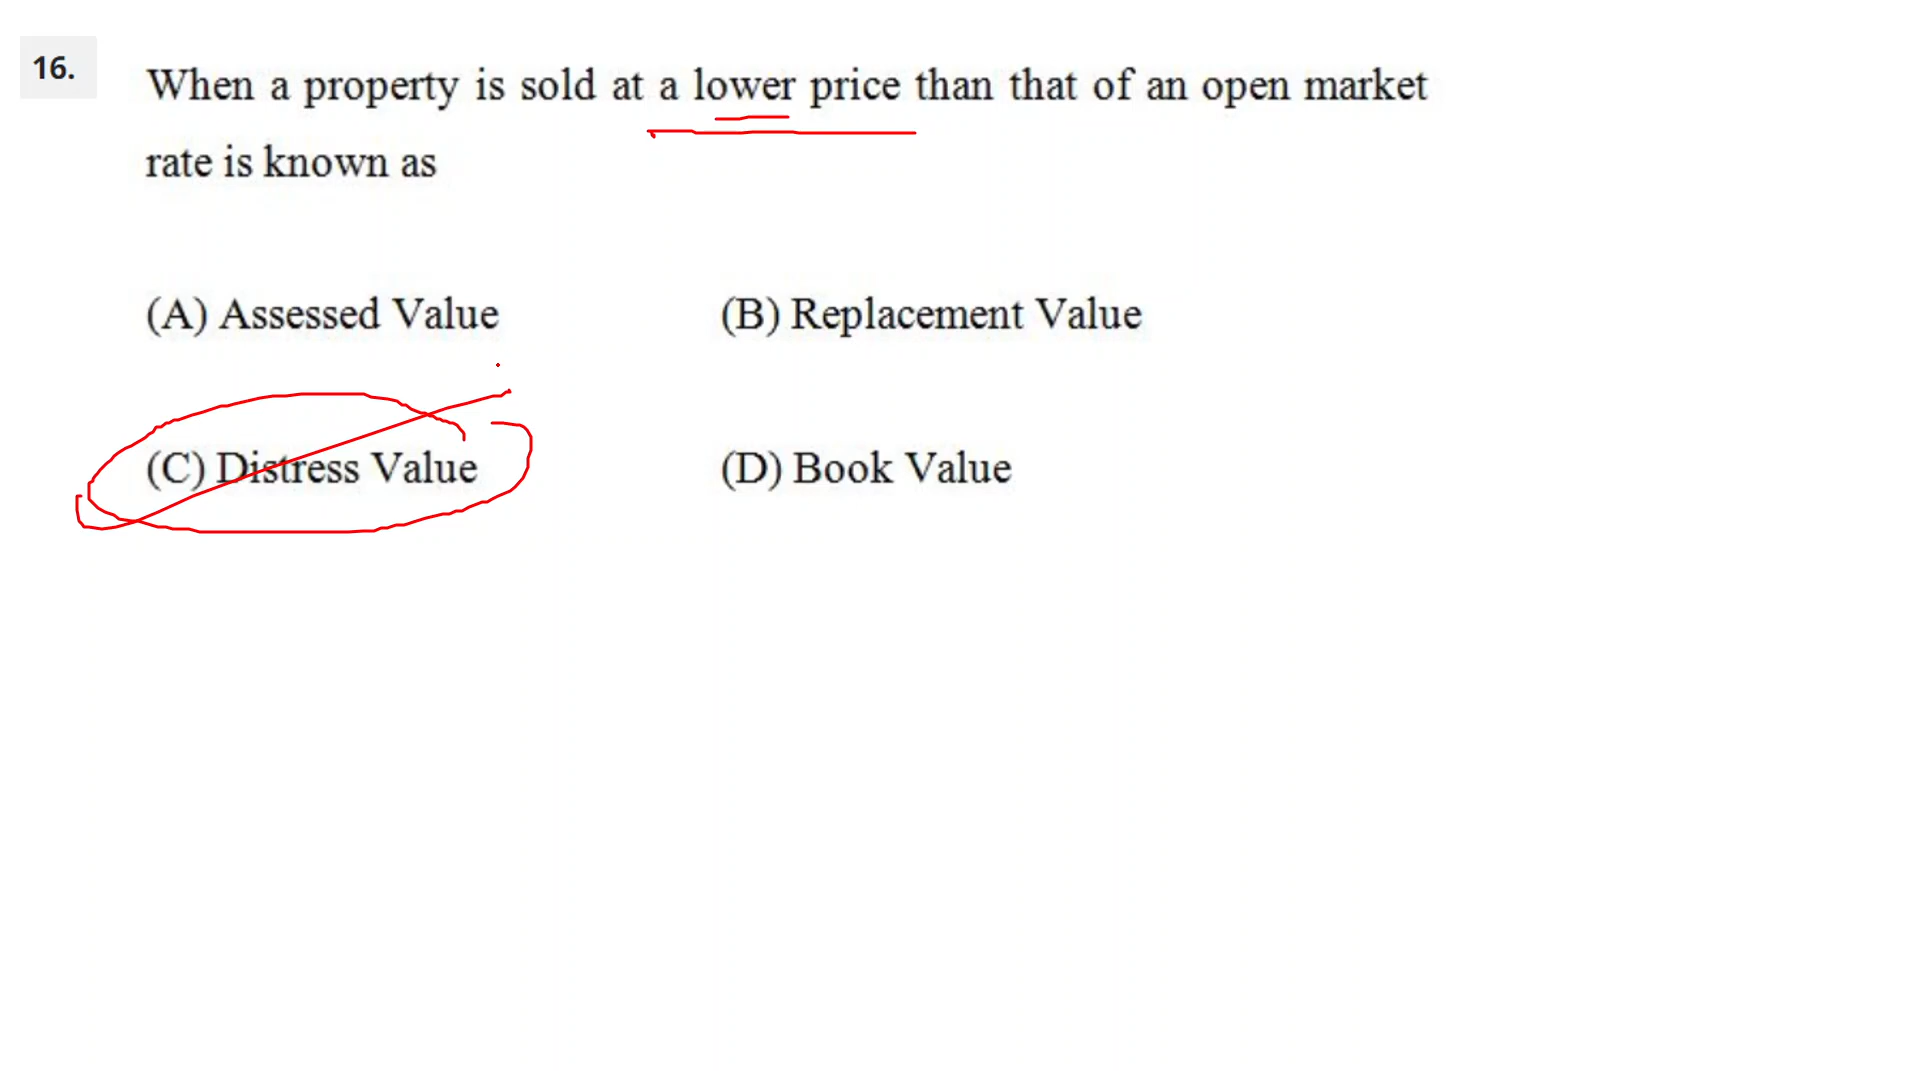 16.
When a property is sold at a lower price than that of an open market
rate is known as
(A) Assessed Value
(B) Replacement Value
(C) Distress Value
(D) Book Value